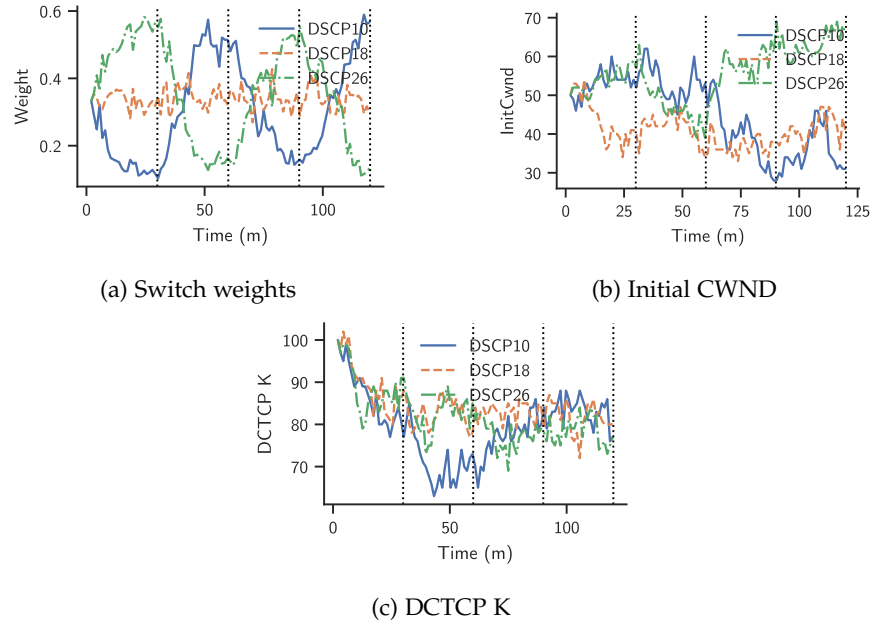 0.6
0.4
0.2
Weight
DSCP10
DSCP18
DSCP26
0
50
100
Time (m)
(a) Switch weights
70
60
50
40
30
InitCwnd
DSCP10
DSCP18
DSCP26
0
25
50
75
100
125
Time (m)
(b) Initial CWND
100
90
80
70
DCTCP K
DSCP10
DSCP18
DSCP26
0
50
100
Time (m)
(c) DCTCP K